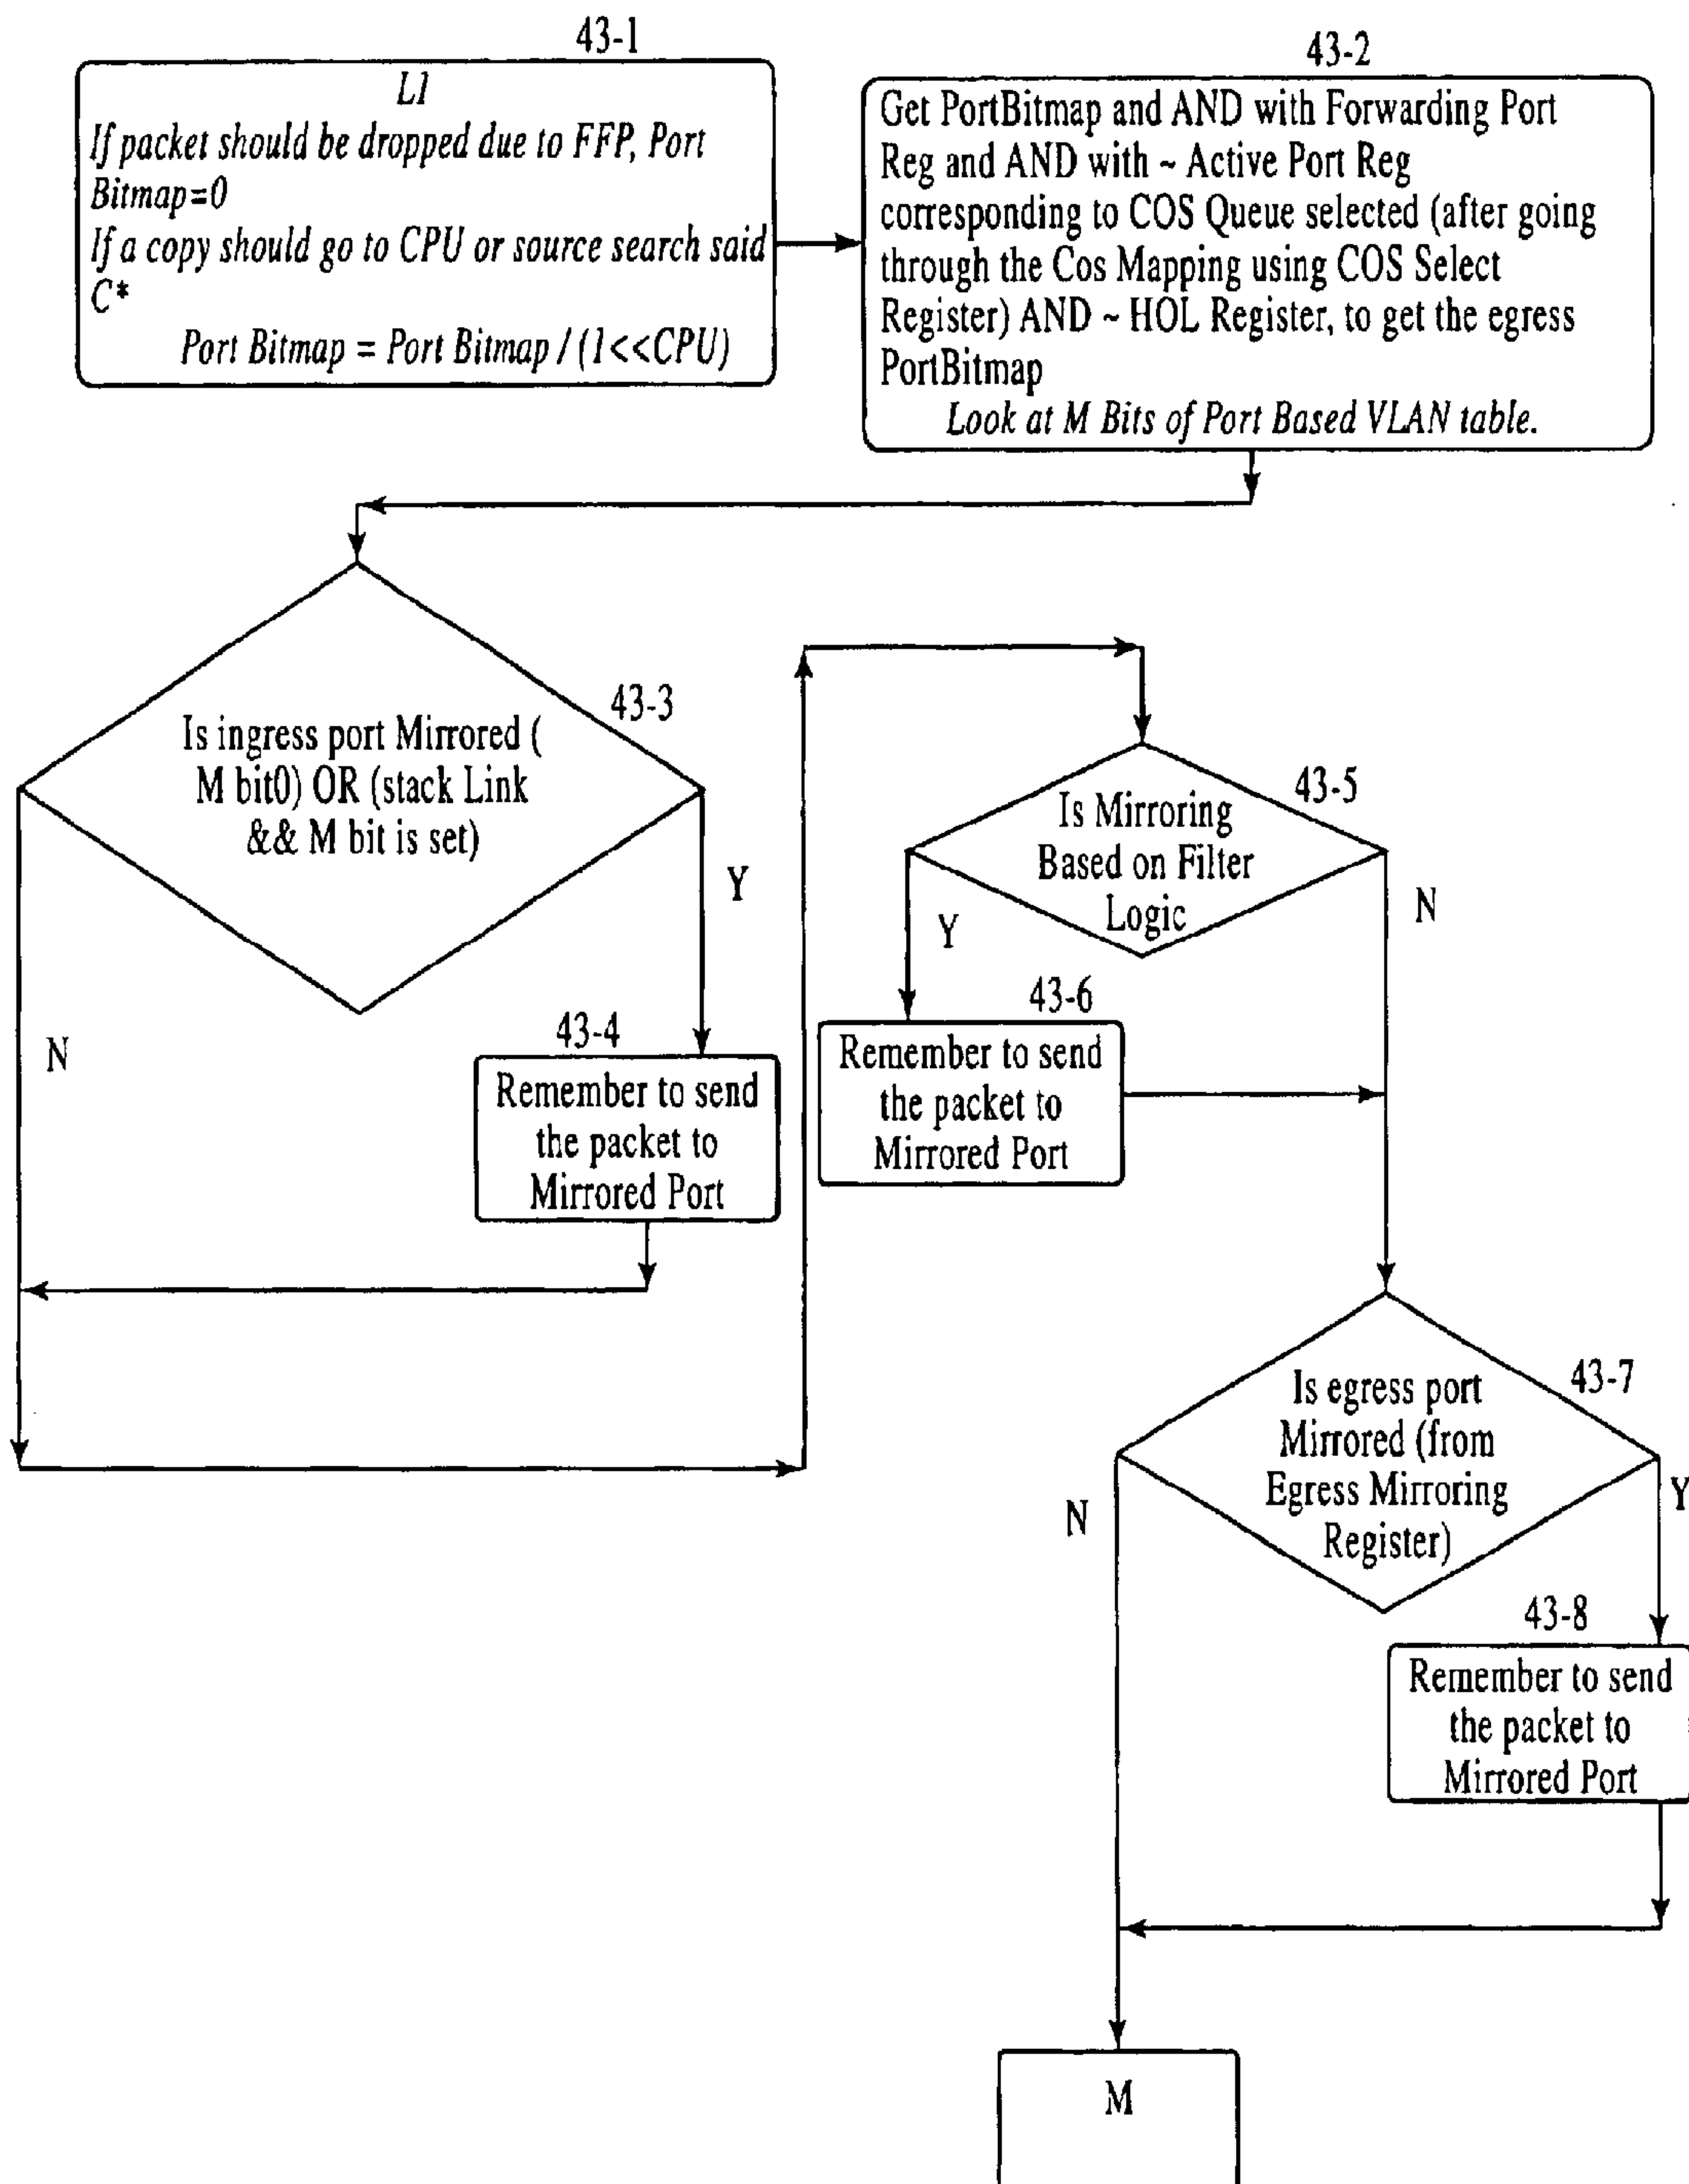 43-1
L1
If packet should be dropped due to FFP, Port
Bitmap=0
If a copy should go to CPU or source search said
C*
Port Bitmap = Port Bitmap / (1<<CPU)
43-2
Get PortBitmap and AND with Forwarding Port
Reg and AND with ~ Active Port Reg
corresponding to COS Queue selected (after going
through the Cos Mapping using COS Select
Register) AND ~ HOL Register, to get the egress
PortBitmap
Look at M Bits of Port Based VLAN table.
43-3
Is ingress port Mirrored (
M bit0) OR (stack Link
&& M bit is set)
Y
N
43-4
Remember to send
the packet to
Mirrored Port
43-5
Is Mirroring
Based on Filter
Logic
Y
N
43-6
Remember to send
the packet to
Mirrored Port
43-7
Is egress port
Mirrored (from
Egress Mirroring
Register)
N
Y
43-8
Remember to send
the packet to
Mirrored Port
M